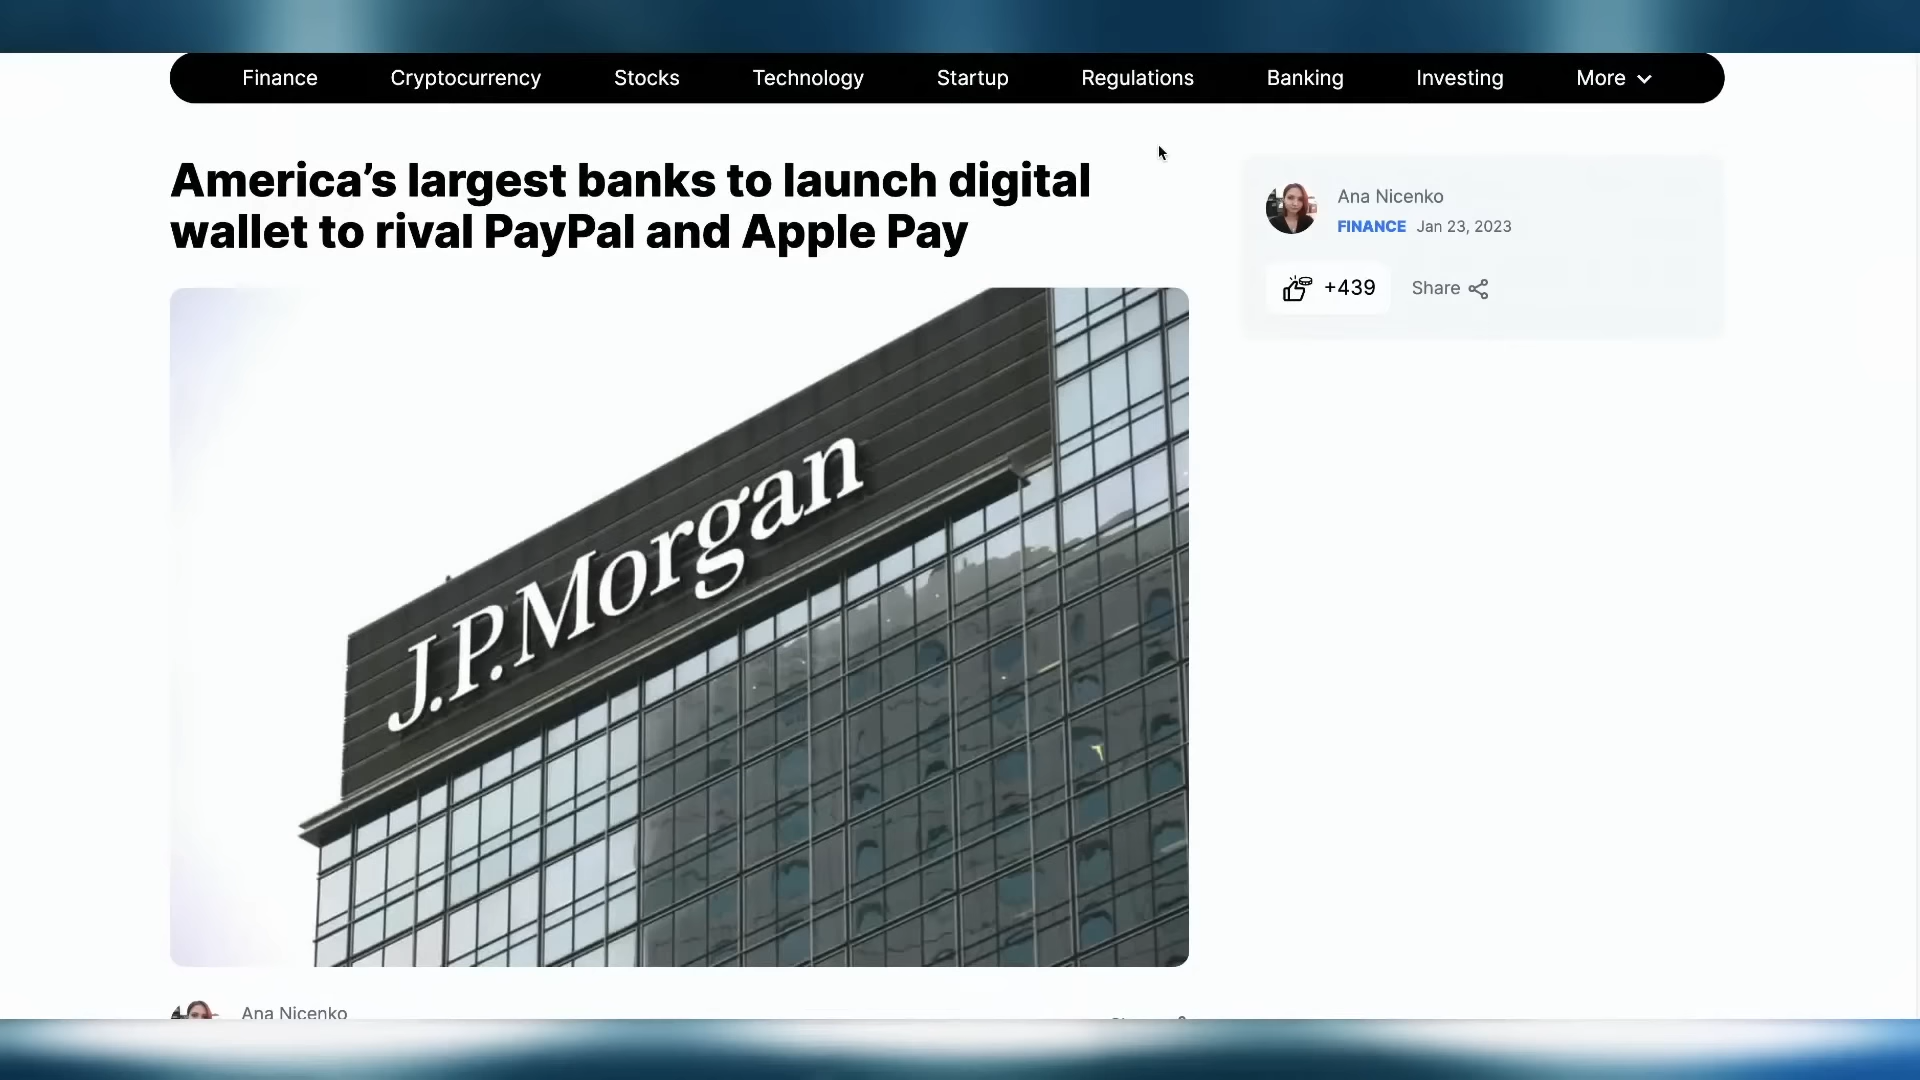 Finance Cryptocurrency Stocks Technology Startup Regulations Banking Investing More
America's largest banks to launch digital
wallet to rival PayPal and Apple Pay
Ana Nicenko
FINANCE Jan 23, 2023
+439 Share
J.P.Morgan
Ana Nicenko